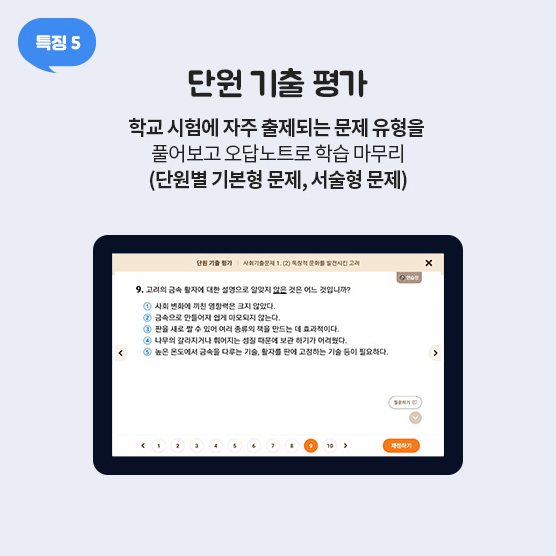 특징 5
단원 기출 평가
학교 시험에 자주 출제되는 문제 유형을
풀어보고 오답노트로 학습 마무리
(단원별 기본형 문제, 서술형 문제)
단원 기출 평가 | 사회기출문제 1. (2) 독창적 문화를 발전시킨 고려 ×
연습장
9. 고려의 금속 활자에 대한 설명으로 알맞지 않은 것은 어느 것입니까?
① 사회 변화에 끼친 영향력은 크지 않았다.
② 금속으로 만들어져 쉽게 마모되지 않는다.
③ 판을 새로 짤 수 있어 여러 종류의 책을 만드는 데 효과적이다.
④ 나무의 갈라지거나 휘어지는 성질 때문에 보관 하기가 어려웠다.
⑤ 높은 온도에서 금속을 다루는 기술, 활자를 판에 고정하는 기술 등이 필요하다.
질문하기
< 1 2 3 4 5 6 7 8 9 10 > 채점하기